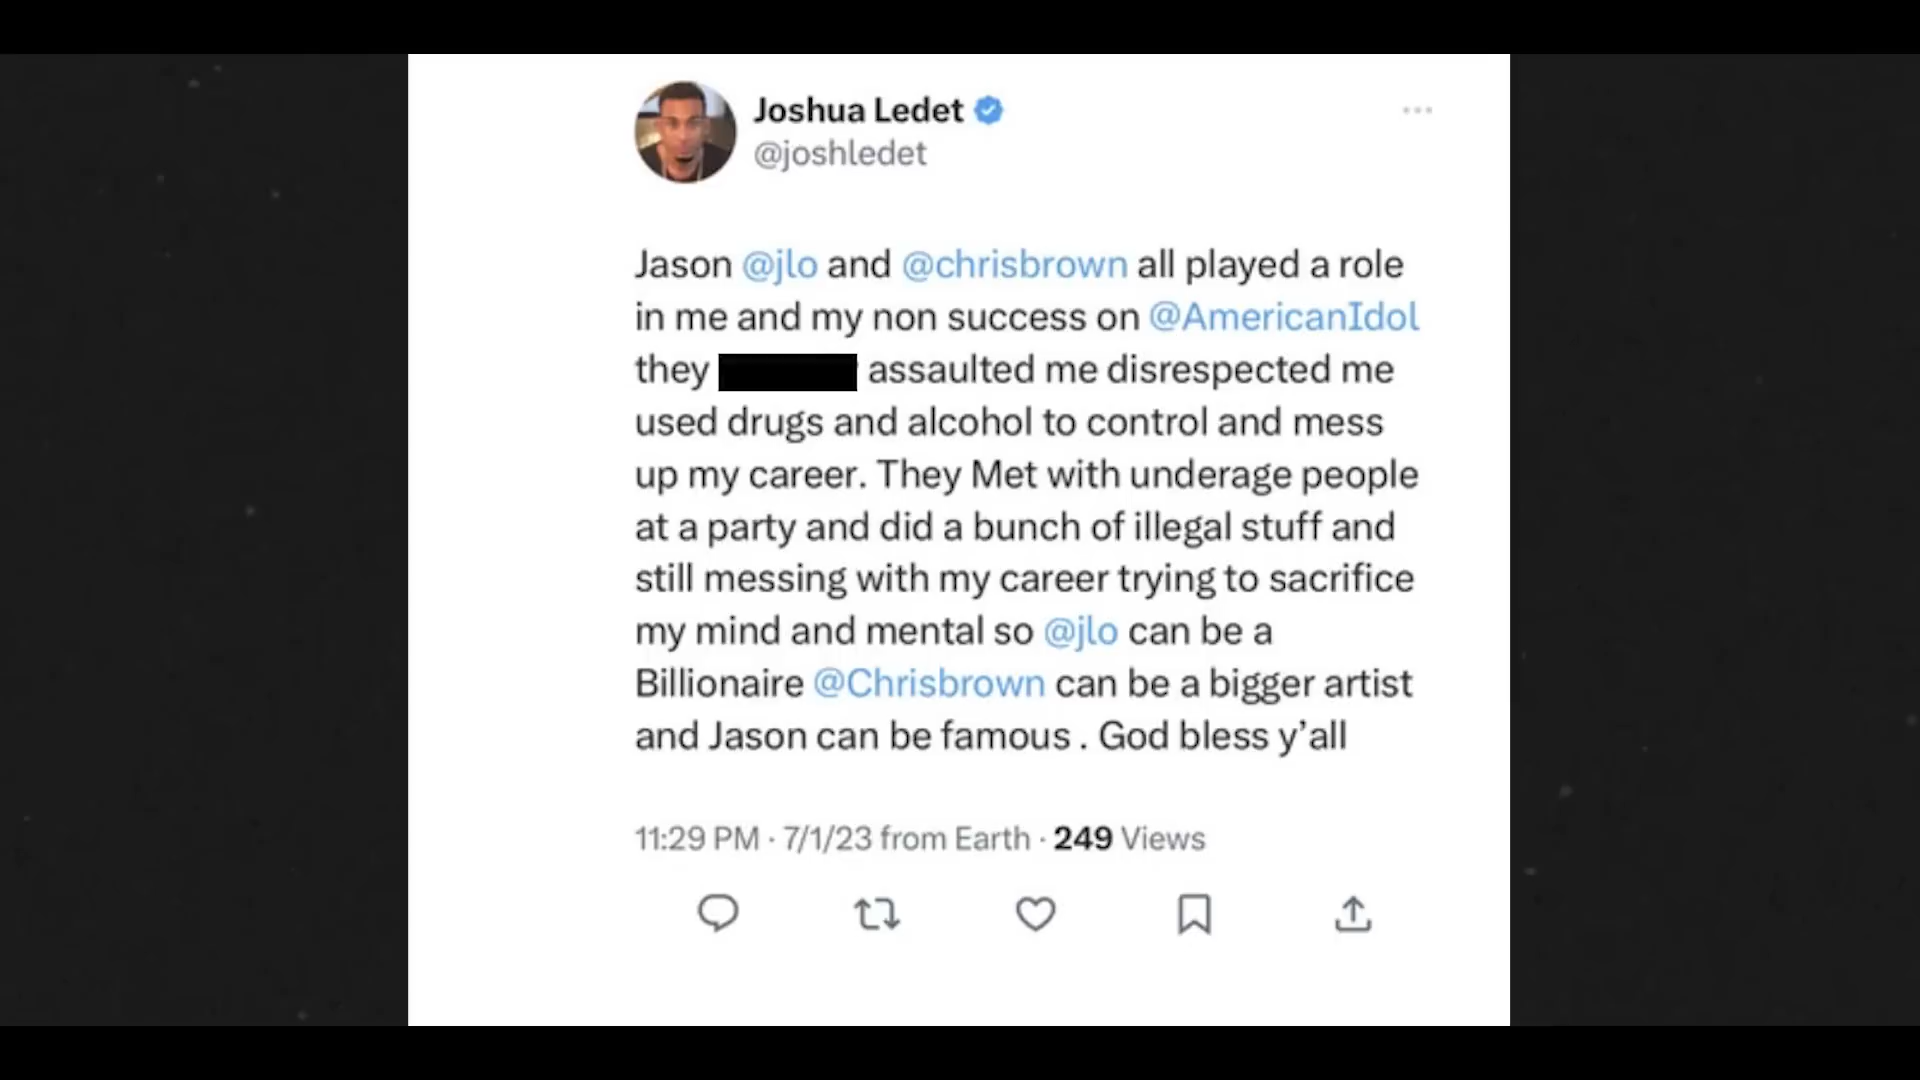 Joshua Ledet
@joshledet
Jason @jlo and @chrisbrown all played a role
in me and my non success on @AmericanIdol
they assaulted me disrespected me
used drugs and alcohol to control and mess
up my career. They Met with underage people
at a party and did a bunch of illegal stuff and
still messing with my career trying to sacrifice
my mind and mental so @jlo can be a
Billionaire @Chrisbrown can be a bigger artist
and Jason can be famous . God bless y’all
11:29 PM · 7/1/23 from Earth · 249 Views